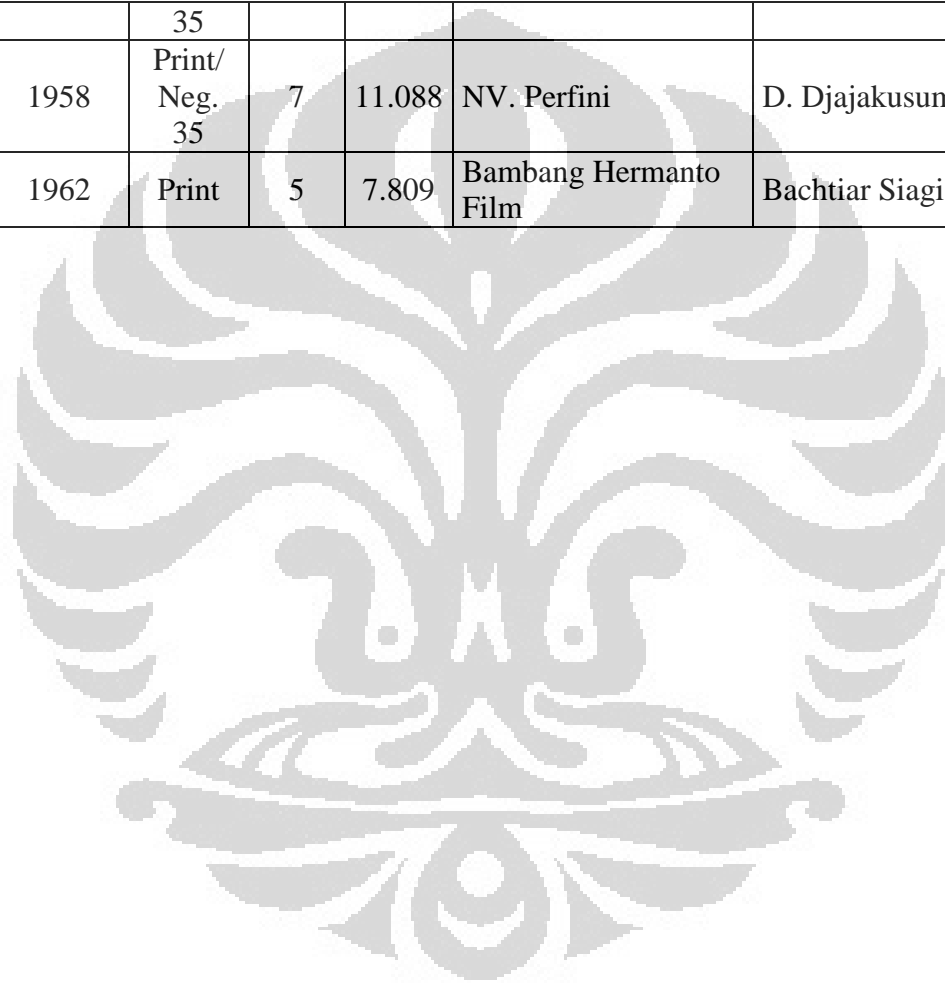 35
1958 Print/ Neg. 35 7 11.088 NV. Perfini D. Djajakusun
1962 Print 5 7.809 Bambang Hermanto Film Bachtiar Siagi